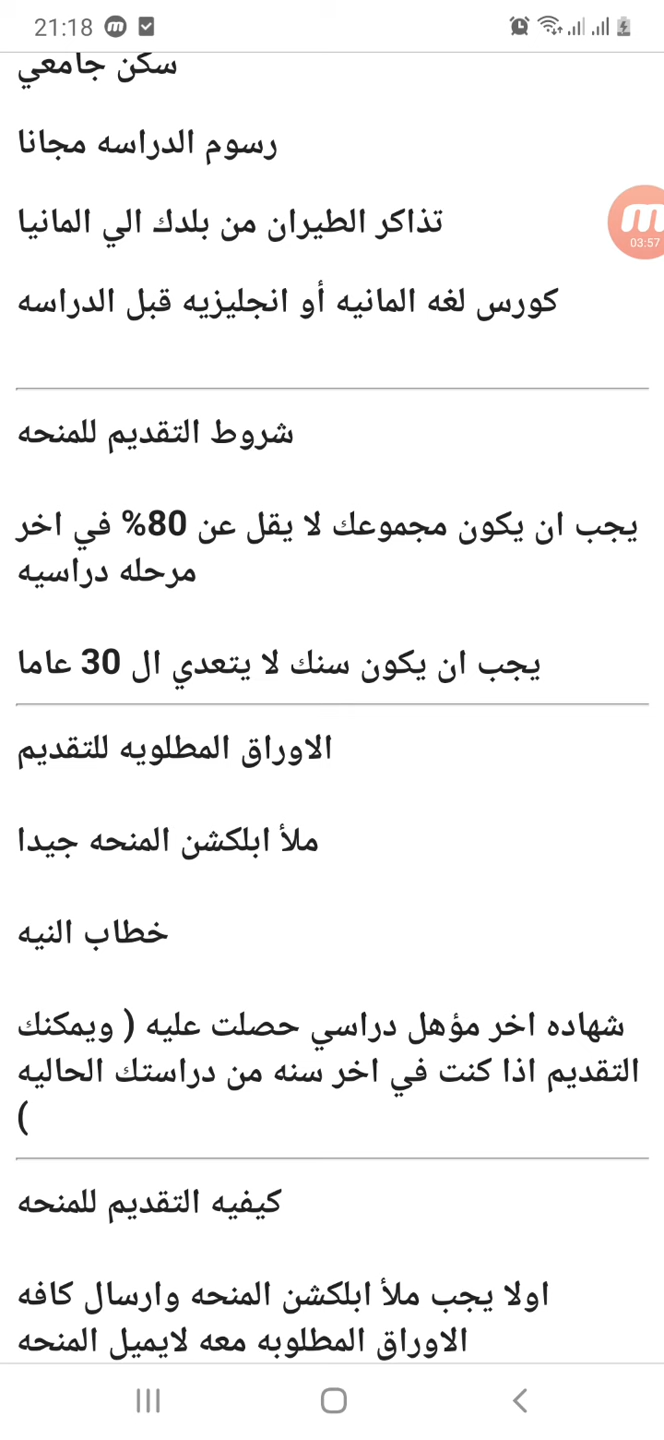 21:18
سكن جامعي
رسوم الدراسه مجانا
تذاكر الطيران من بلدك الي المانيا
03:57
كورس لغه المانيه أو انجليزيه قبل الدراسه
شروط التقديم للمنحه
يجب ان يكون مجموعك لا يقل عن 80% في اخر
مرحله دراسيه
يجب ان يكون سنك لا يتعدي ال 30 عاما
الاوراق المطلويه للتقديم
ملأ ابلكشن المنحه جيدا
خطاب النيه
شهاده اخر مؤهل دراسي حصلت عليه ( ويمكنك
التقديم اذا كنت في اخر سنه من دراستك الحاليه
)
كيفيه التقديم للمنحه
اولا يجب ملأ ابلكشن المنحه وارسال كافه
الاوراق المطلوبه معه لايميل المنحه